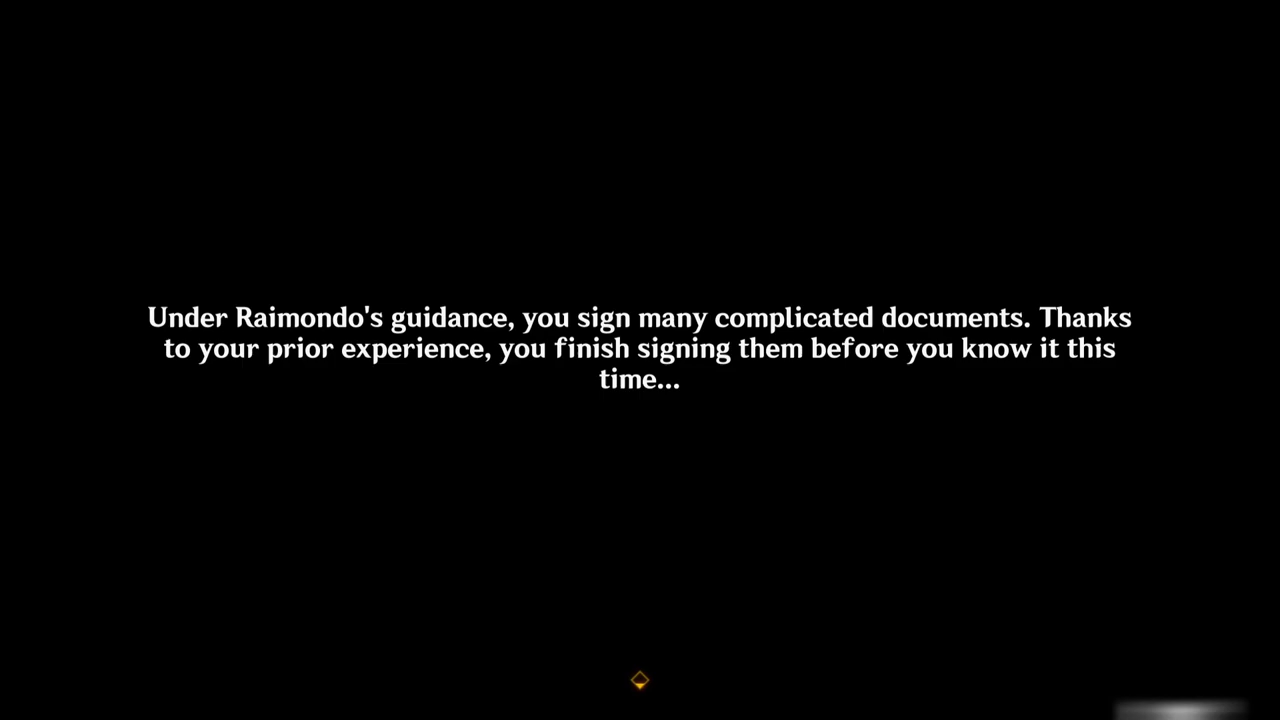 Under Raimondo's guidance, you sign many complicated documents. Thanks
to your prior experience, you finish signing them before you know it this
time...